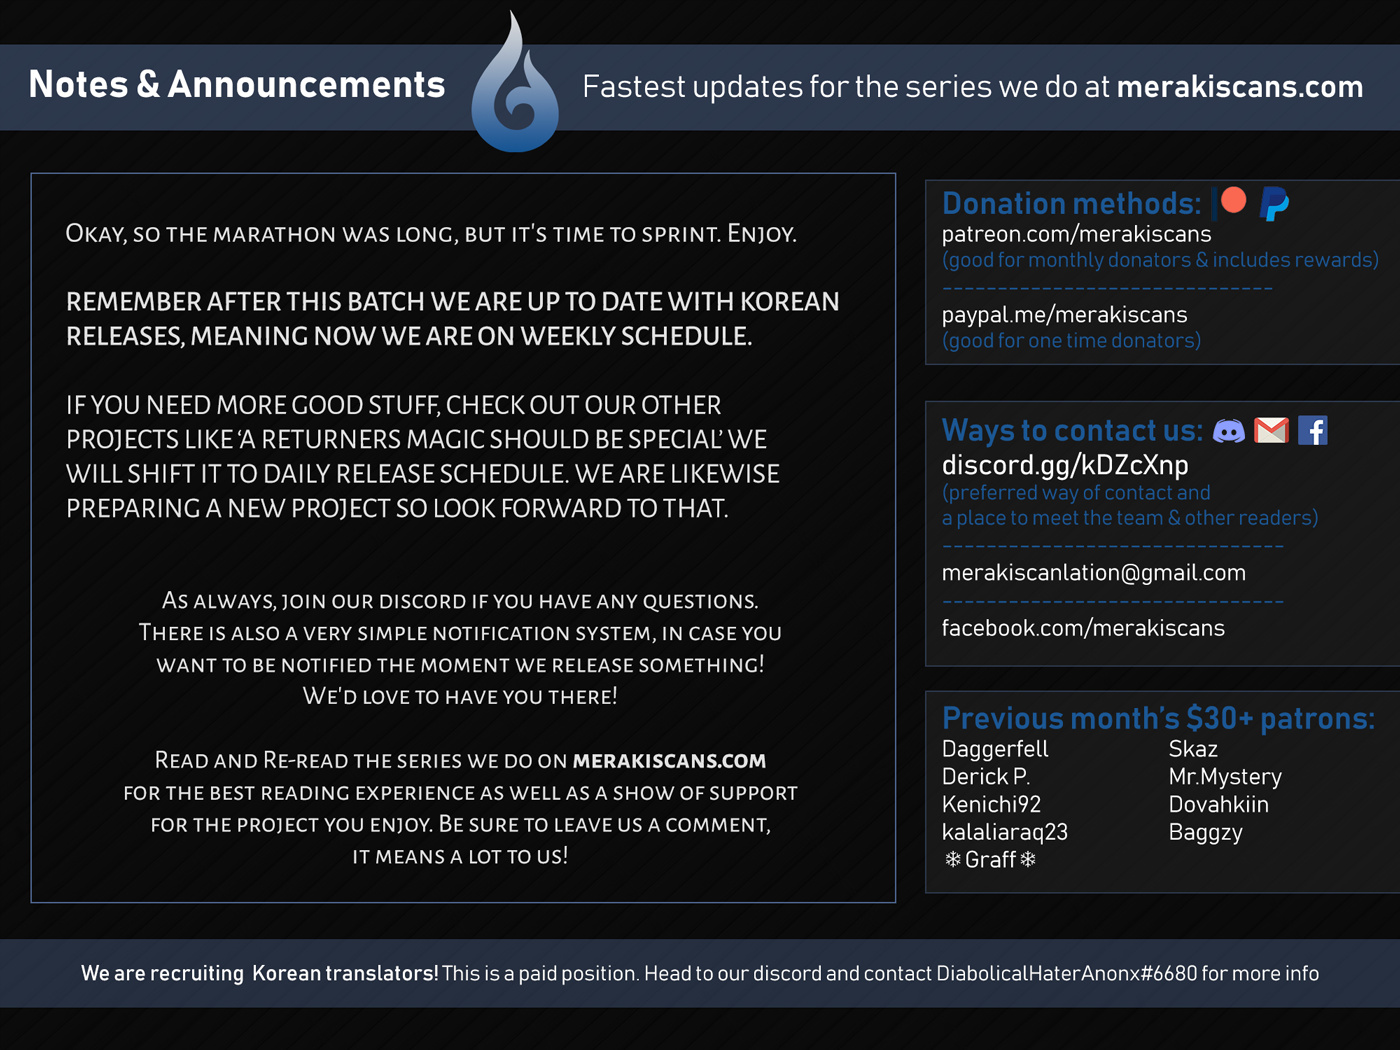 Notes & Announcements
Fastest updates for the series we do at merakiscans.com
Okay, so the marathon was long, but it's time to sprint. Enjoy.
REMEMBER AFTER THIS BATCH WE ARE UP TO DATE WITH KOREAN
RELEASES, MEANING NOW WE ARE ON WEEKLY SCHEDULE.
IF YOU NEED MORE GOOD STUFF, CHECK OUT OUR OTHER
PROJECTS LIKE ‘A RETURNERS MAGIC SHOULD BE SPECIAL’ WE
WILL SHIFT IT TO DAILY RELEASE SCHEDULE. WE ARE LIKEWISE
PREPARING A NEW PROJECT SO LOOK FORWARD TO THAT.
As always, join our discord if you have any questions.
There is also a very simple notification system, in case you
want to be notified the moment we release something!
We'd love to have you there!
Read and Re-read the series we do on merakiscans.com
for the best reading experience as well as a show of support
for the project you enjoy. Be sure to leave us a comment,
it means a lot to us!
Donation methods:
patreon.com/merakiscans
(good for monthly donators & includes rewards)
------------------------------
paypal.me/merakiscans
(good for one time donators)
Ways to contact us:
discord.gg/kDZcXnp
(preferred way of contact and
a place to meet the team & other readers)
-------------------------------
merakiscanlation@gmail.com
-------------------------------
facebook.com/merakiscans
Previous month’s $30+ patrons:
Daggerfell
Derick P.
Kenichi92
kalaliaraq23
❄Graff❄
Skaz
Mr.Mystery
Dovahkiin
Baggzy
We are recruiting  Korean translators! This is a paid position. Head to our discord and contact DiabolicalHaterAnonx#6680 for more info